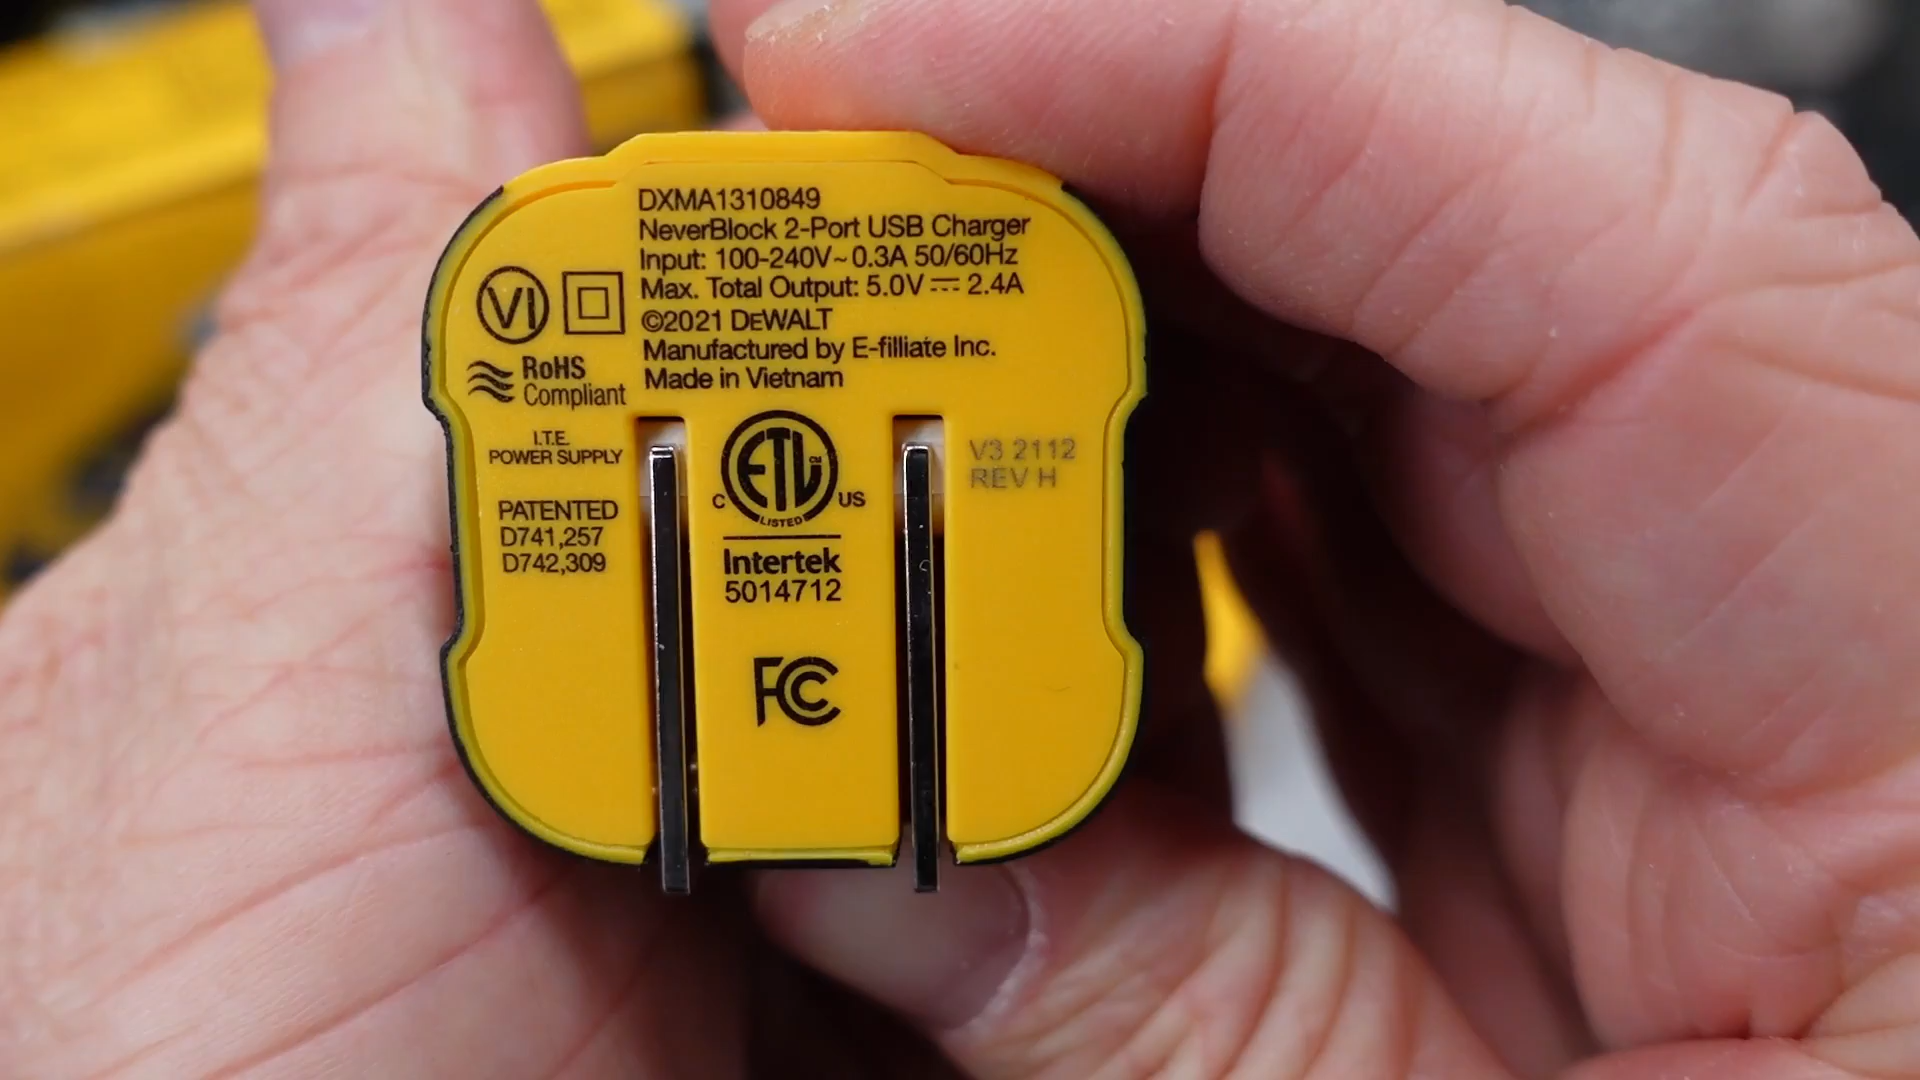 DXMA1310849
NeverBlock 2-Port USB Charger
Input: 100-240V~ 0.3A 50/60Hz
Max. Total Output: 5.0V⎓ 2.4A
©2021 DEWALT
Manufactured by E-filliate Inc.
Made in Vietnam
VI
RoHS
Compliant
I.T.E.
POWER SUPPLY
PATENTED
D741,257
D742,309
ETL CM
C US
LISTED
Intertek
5014712
FC
V3 2112
REV H